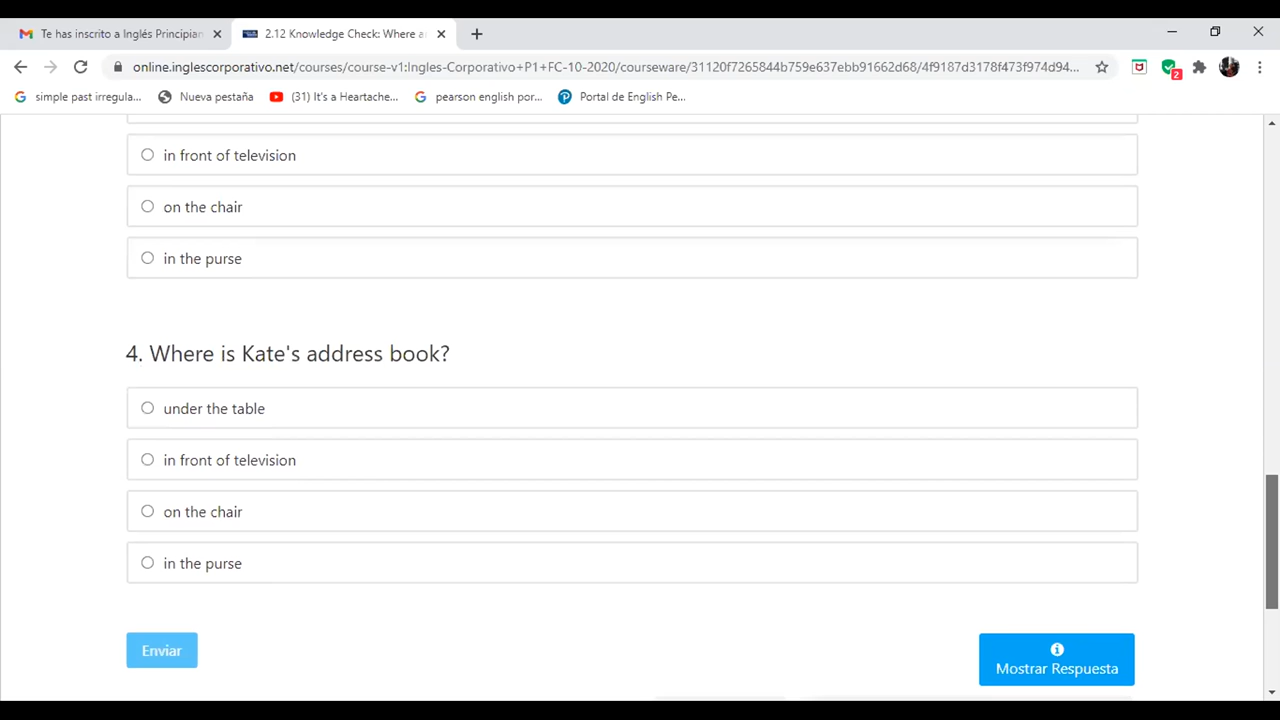 Te has inscrito a Inglés Principian
2.12 Knowledge Check: Where a
online.inglescorporativo.net/courses/course-v1:Ingles-Corporativo+P1+FC-10-2020/courseware/31120f7265844b759e637ebb91662d68/4f9187d3178f473f974d94...
2
simple past irregula...
Nueva pestaña
(31) It's a Heartache...
pearson english por...
Portal de English Pe...
in front of television
on the chair
in the purse
4. Where is Kate's address book?
under the table
in front of television
on the chair
in the purse
Enviar
Mostrar Respuesta